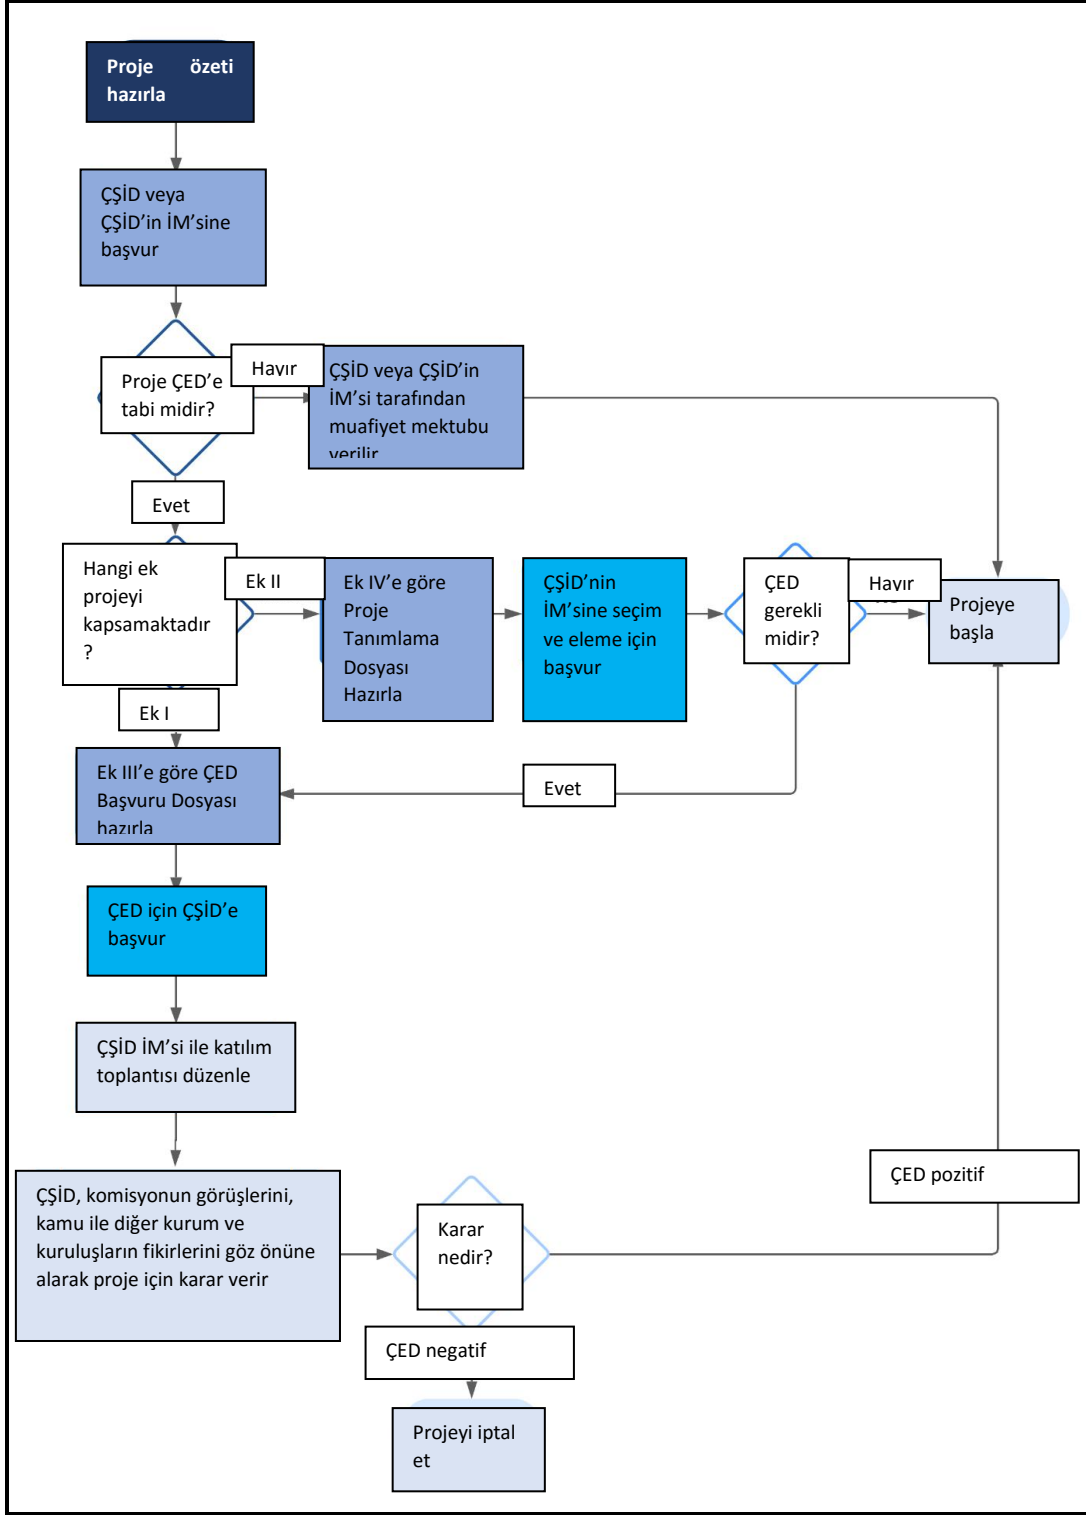 Proje özeti
hazırla
ÇŞİD veya
ÇŞİD’in İM’sine
başvur
Proje ÇED’e
tabi midir?
Hayır
ÇŞİD veya ÇŞİD’in
İM’si tarafından
muafiyet mektubu
verilir
Evet
Hangi ek
projeyi
kapsamaktadır
?
Ek II
Ek IV’e göre
Proje
Tanımlama
Dosyası
Hazırla
ÇŞİD’nin
İM’sine seçim
ve eleme için
başvur
ÇED
gerekli
midir?
Hayır
Projeye
başla
Ek I
Ek III’e göre ÇED
Başvuru Dosyası
hazırla
Evet
ÇED için ÇŞİD’e
başvur
ÇŞİD İM’si ile katılım
toplantısı düzenle
ÇED pozitif
ÇŞİD, komisyonun görüşlerini,
kamu ile diğer kurum ve
kuruluşların fikirlerini göz önüne
alarak proje için karar verir
Karar
nedir?
ÇED negatif
Projeyi iptal
et